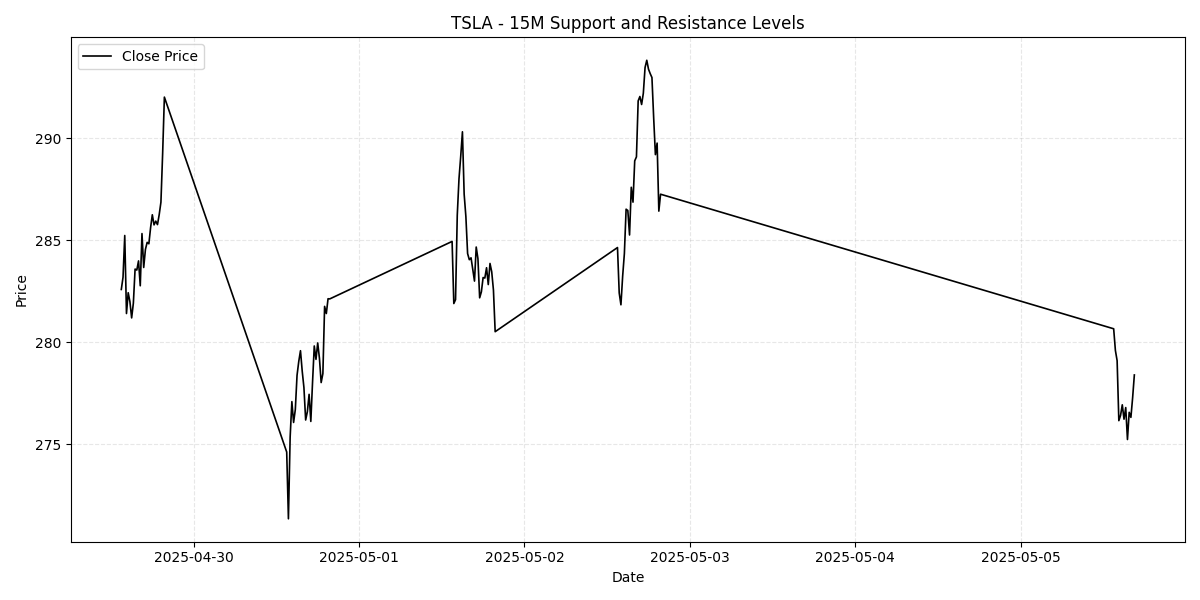 TSLA - 15M Support and Resistance Levels
Close Price
Price
290
285
280
275
2025-04-30 2025-05-01 2025-05-02 2025-05-03 2025-05-04 2025-05-05
Date